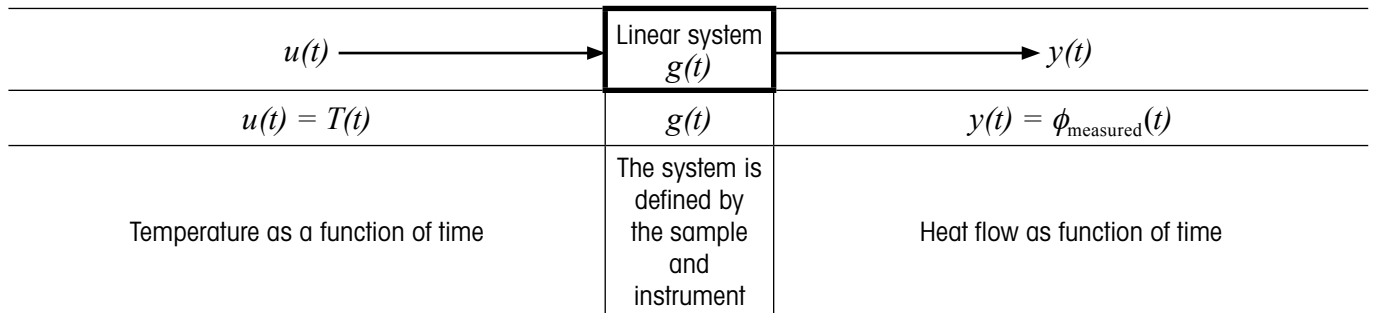 Linear system
u(t) g(t) y(t)
u(t) = T(t) g(t) y(t) = ϕmeasured(t)
The system is
defined by
Temperature as a function of time the sample Heat flow as function of time
and
instrument